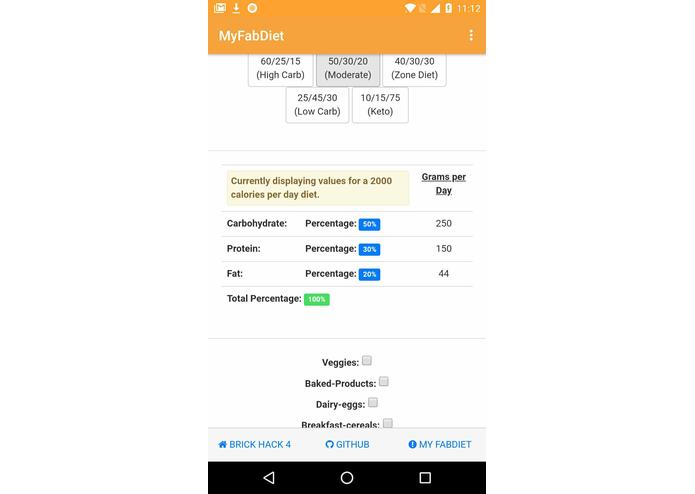 11:12
MyFabDiet
60/25/15 50/30/20 40/30/30
(High Carb) (Moderate) (Zone Diet)
25/45/30 10/15/75
(Low Carb) (Keto)
Currently displaying values for a 2000
calories per day diet.
Grams per
Day
Carbohydrate: Percentage: 50% 250
Protein: Percentage: 30% 150
Fat: Percentage: 20% 44
Total Percentage: 100%
Veggies:
Baked-Products:
Dairy-eggs:
Breakfast-cereals:
BRICK HACK 4 GITHUB MY FABDIET